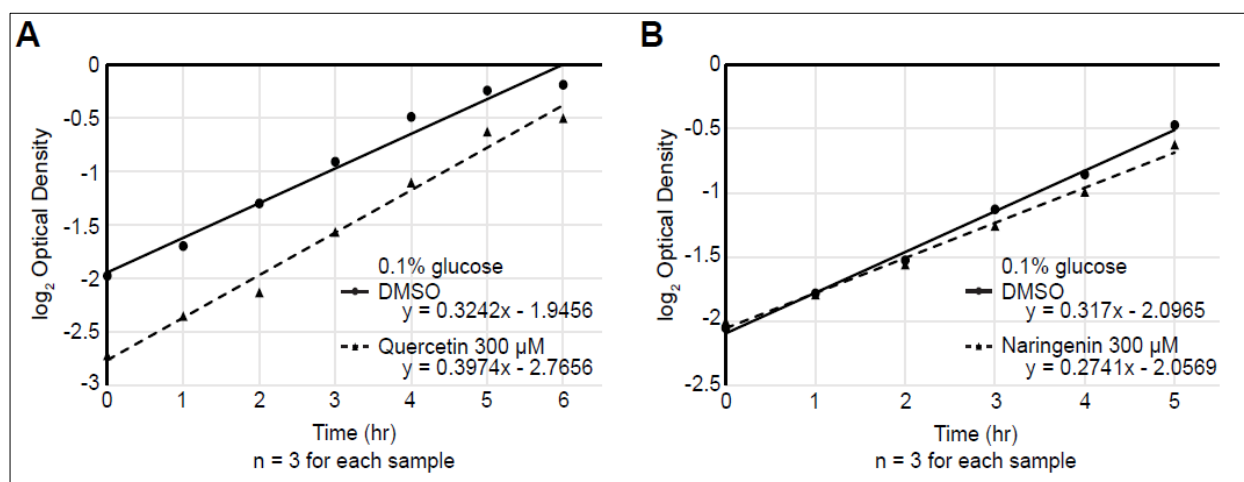 A
log2 Optical Density
0
-0.5
-1
-1.5
-2
-2.5
-3
0.1% glucose
DMSO
y = 0.3242x - 1.9456
Quercetin 300 µM
y = 0.3974x - 2.7656
0 1 2 3 4 5 6
Time (hr)
n = 3 for each sample
B
log2 Optical Density
0
-0.5
-1
-1.5
-2
-2.5
0.1% glucose
DMSO
y = 0.317x - 2.0965
Naringenin 300 µM
y = 0.2741x - 2.0569
0 1 2 3 4 5
Time (hr)
n = 3 for each sample